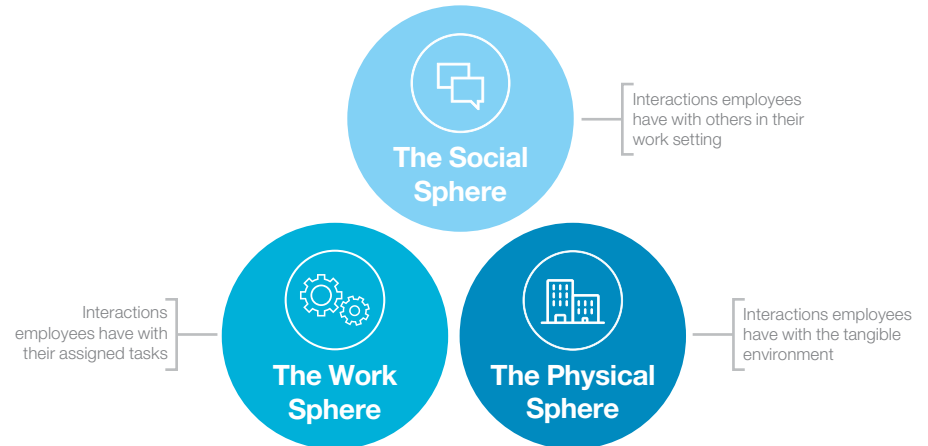 The Social
Sphere
Interactions employees
have with others in their
work setting
Interactions
employees have with
their assigned tasks
The Work
Sphere
The Physical
Sphere
Interactions employees
have with the tangible
environment